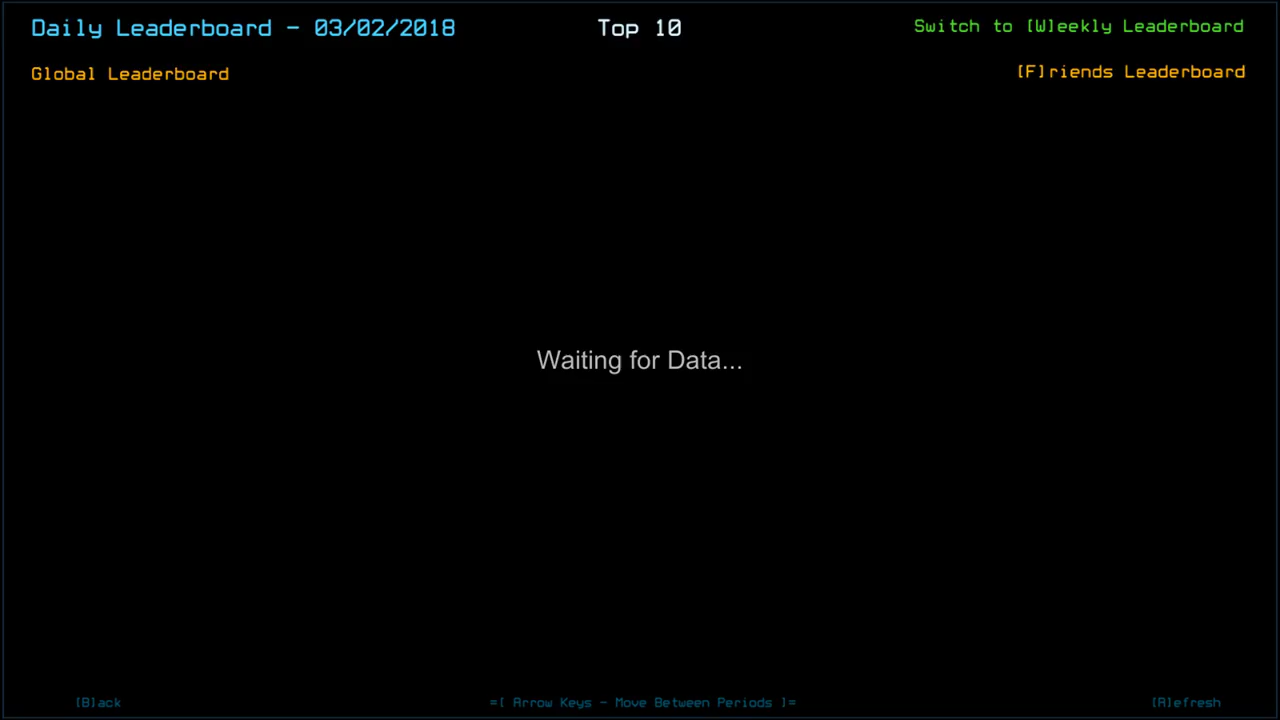 Daily Leaderboard - 03/02/2018
Top 10
Switch to [W]eekly Leaderboard
Global Leaderboard
[F]riends Leaderboard
Waiting for Data...
[B]ack
=[ Arrow Keys - Move Between Periods ]=
[R]efresh